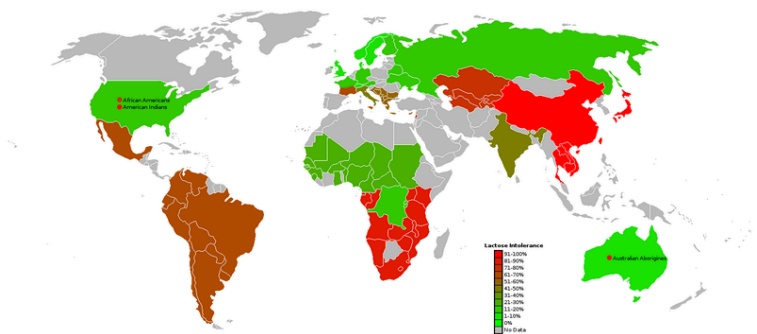 African Americans
American Indians
Australian Aborigines
Lactose Intolerance
91-100%
81-90%
71-80%
61-70%
51-60%
41-50%
31-40%
21-30%
11-20%
1-10%
0%
No Data